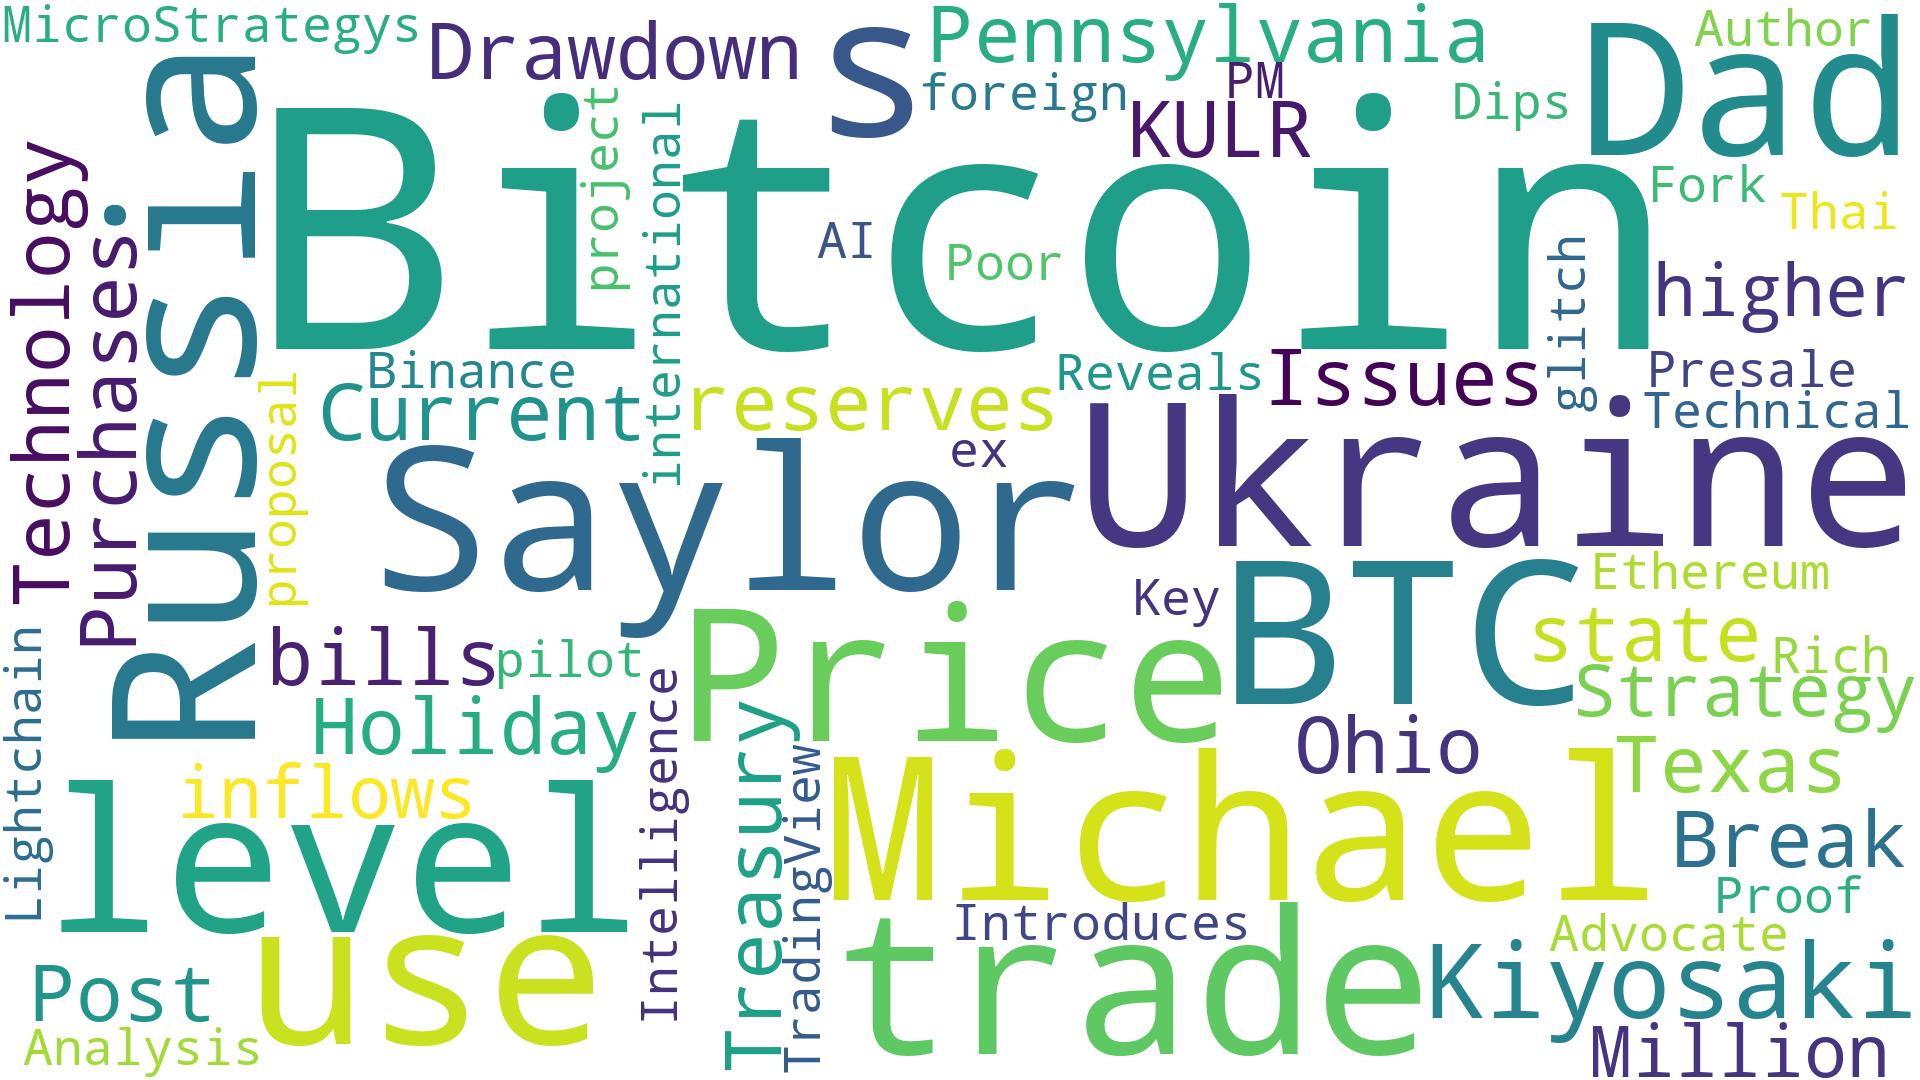 MicroStrategys
Drawdown
s
Pennsylvania
Dad
Author
foreign
PM
KULR
Dips
Russia
Bitcoin
project
international
Technology
Purchases
AI
Poor
Fork
Thai
glitch
higher
Binance
Current
reserves
Reveals
Issues
Presale
Technical
proposal
Saylor
ex
Ukraine
Key
BTC
Ethereum
state
Rich
Strategy
bills
pilot
Price
Holiday
Lightchain
Intelligence
Treasury
TradingView
Ohio
Texas
inflows
level
Michael
Break
Proof
Introduces
Advocate
use
trade
Kiyosaki
Post
Analysis
Million